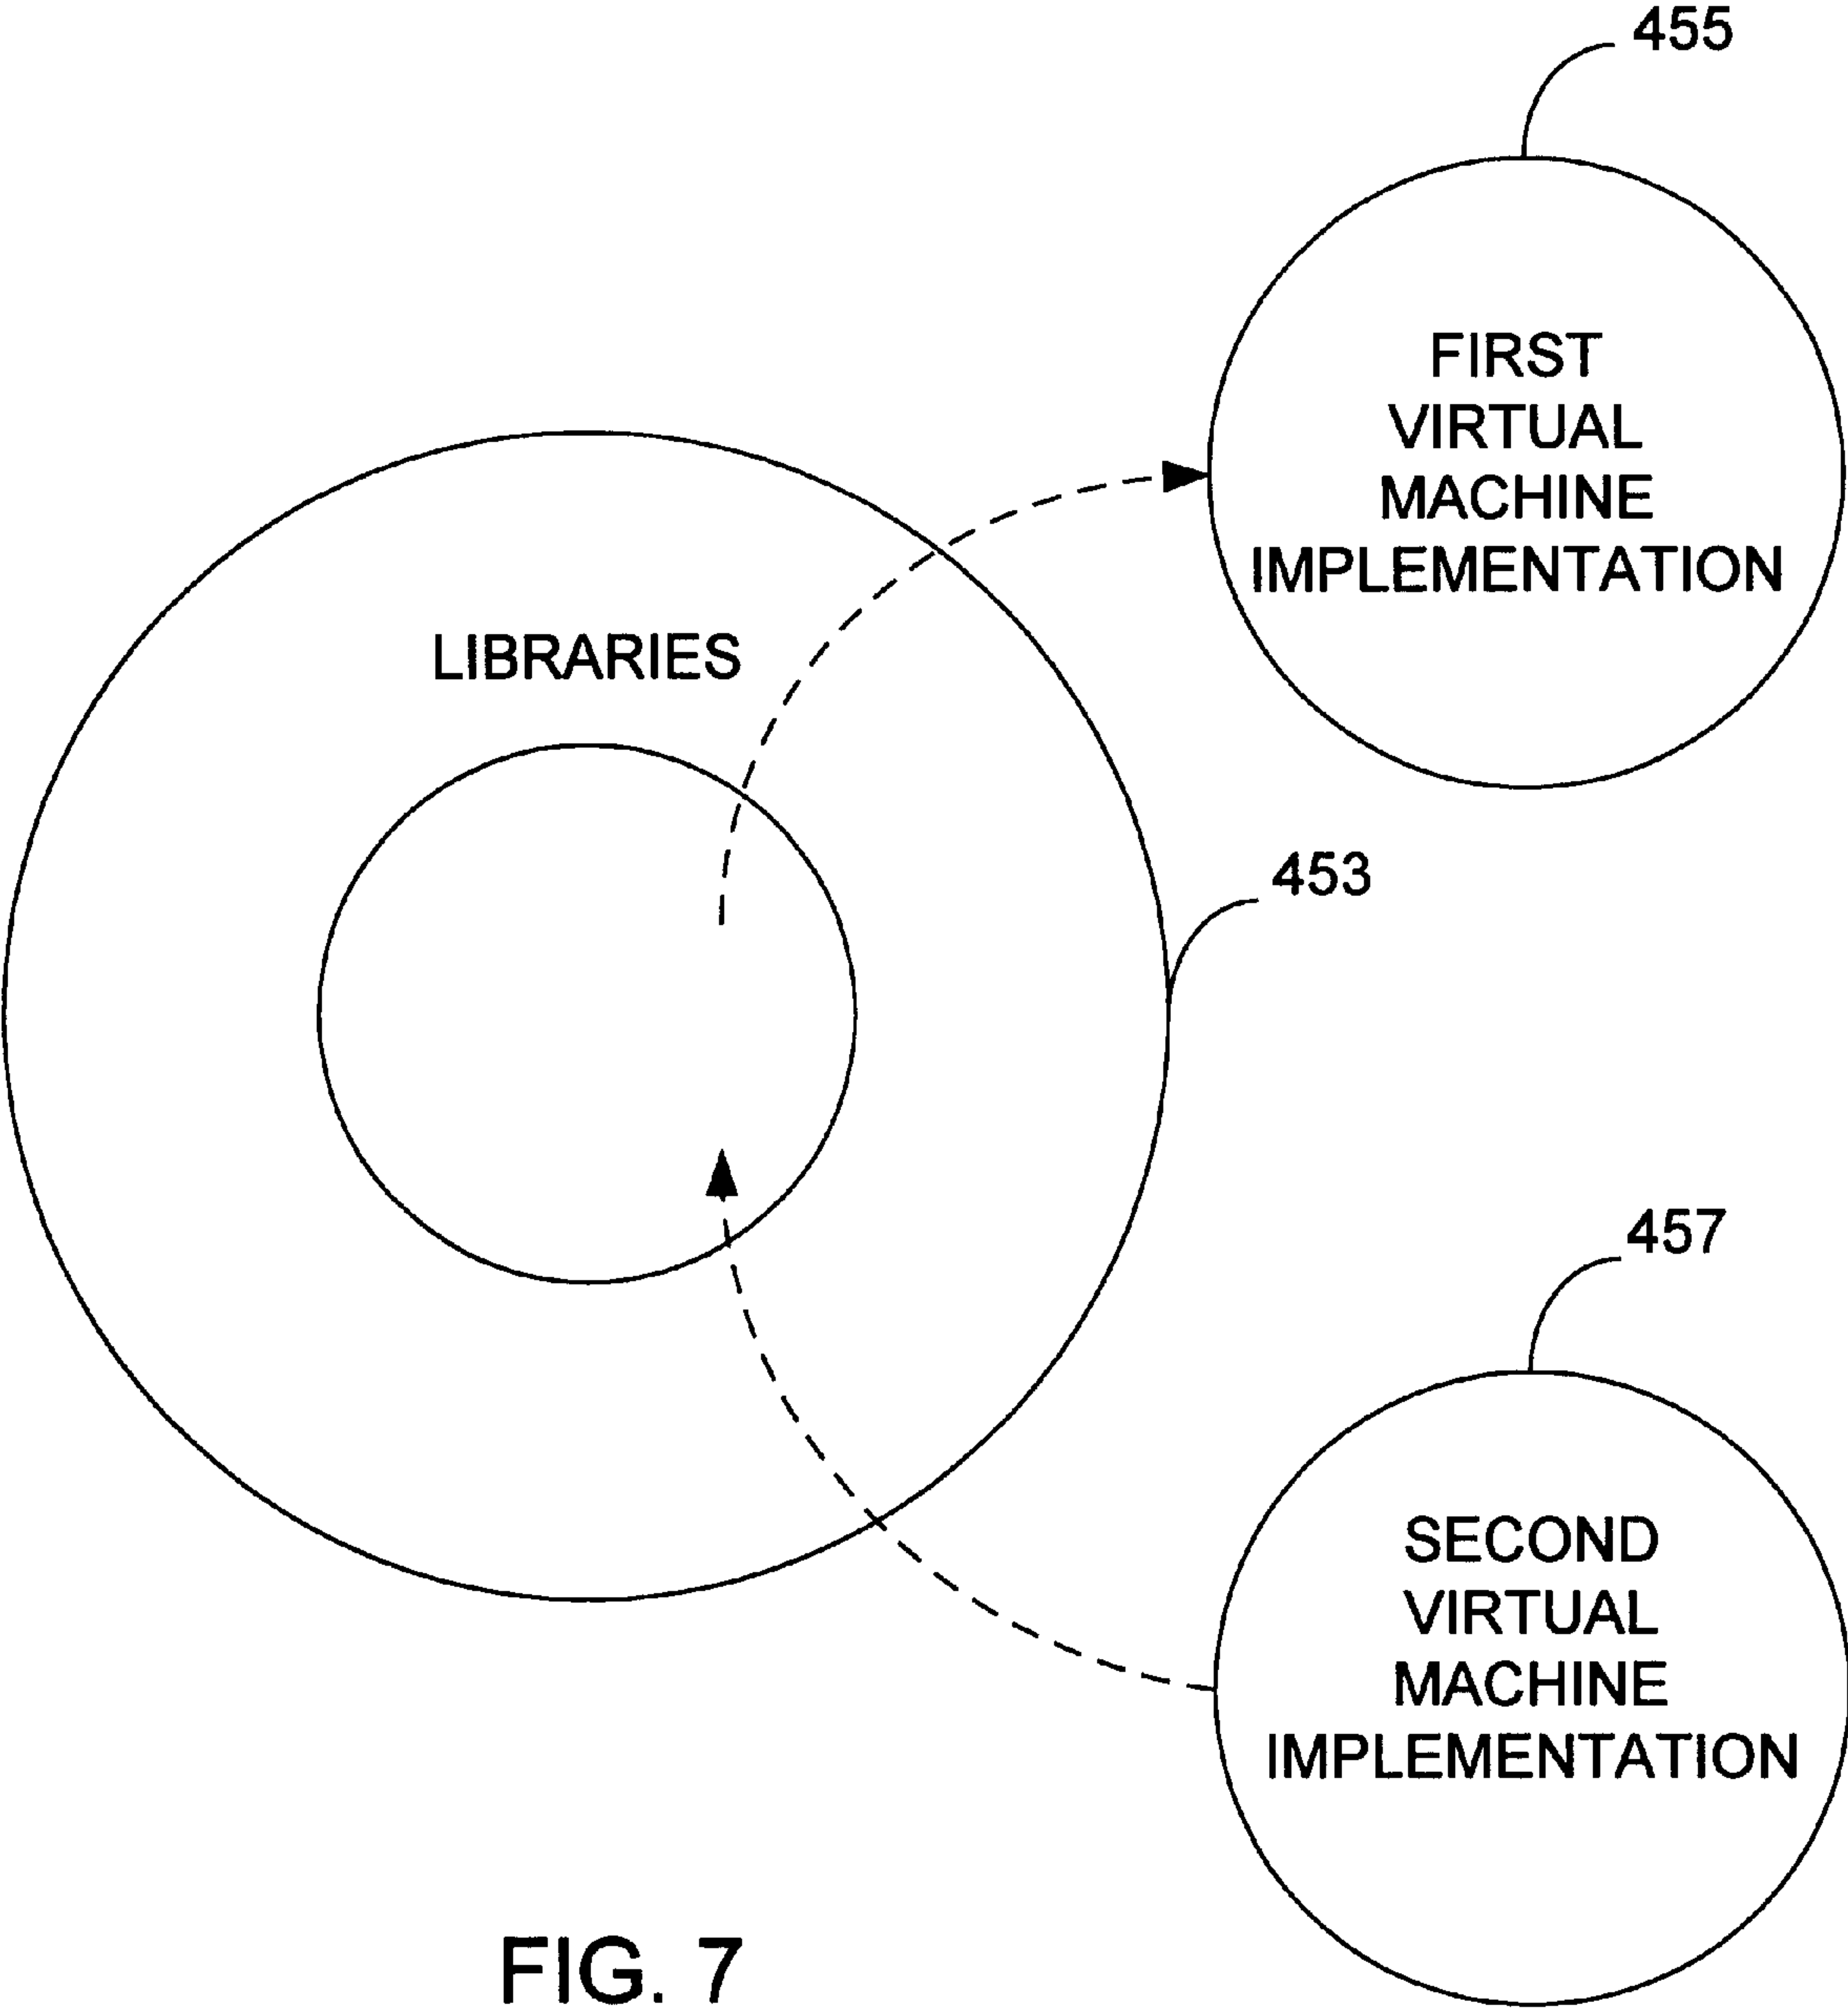 455
FIRST
VIRTUAL
MACHINE
IMPLEMENTATION
LIBRARIES
453
457
SECOND
VIRTUAL
MACHINE
IMPLEMENTATION
FIG. 7